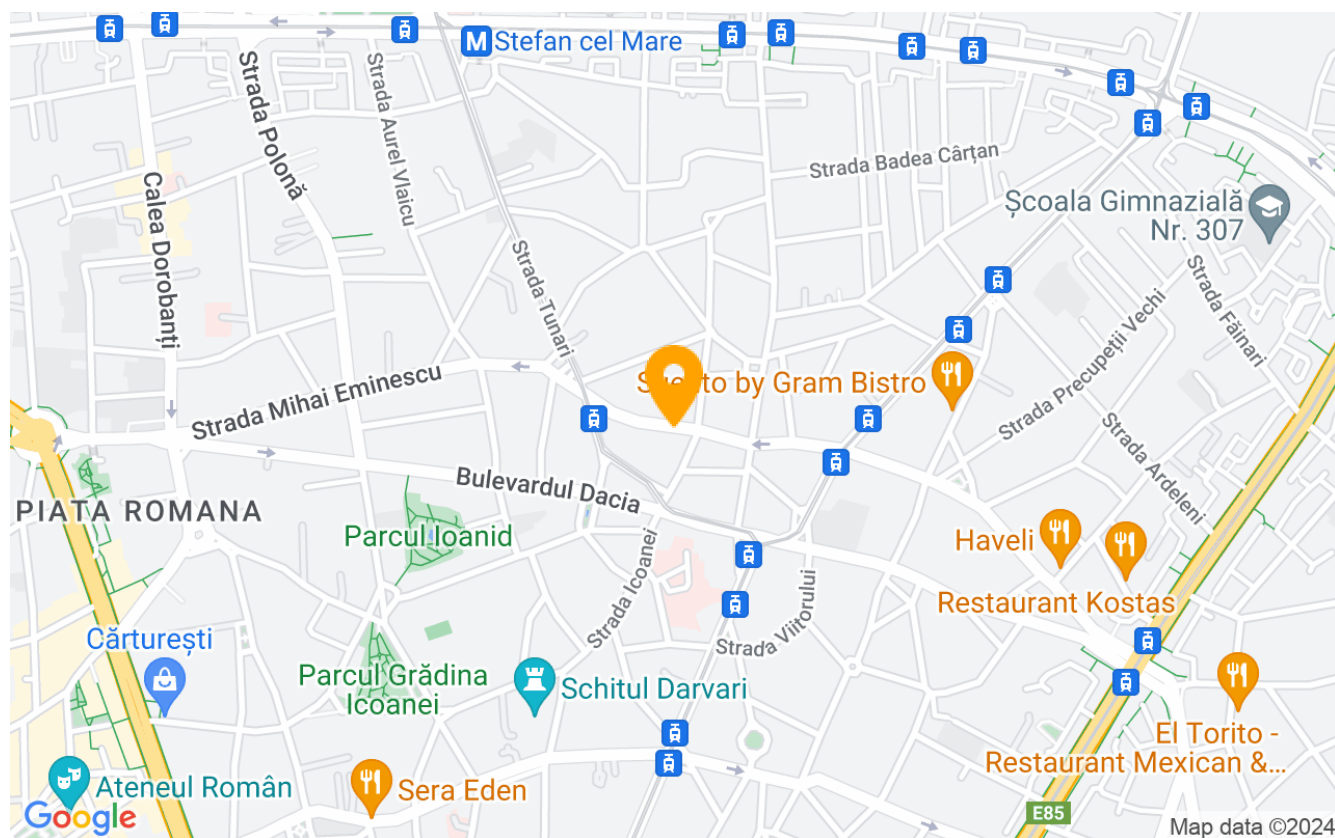 M Stefan cel Mare
Strada Polonă
Strada Aurel Vlaicu
Calea Dorobanți
Strada Badea Cârțan
Școala Gimnazială
Nr. 307
Strada Tunari
Strada Făinari
Strada Precupeții Vechi
by Gram Bistro
Strada Mihai Eminescu
Strada Ardeleni
Bulevardul Dacia
PIATA ROMANA
Parcul Ioanid
Haveli
Restaurant Kostas
Strada Icoanei
Strada Viitorului
Cărturești
Parcul Grădina
Icoanei
Schitul Darvari
El Torito -
Restaurant Mexican &...
Ateneul Român
Sera Eden
E85
Google
Map data ©2024